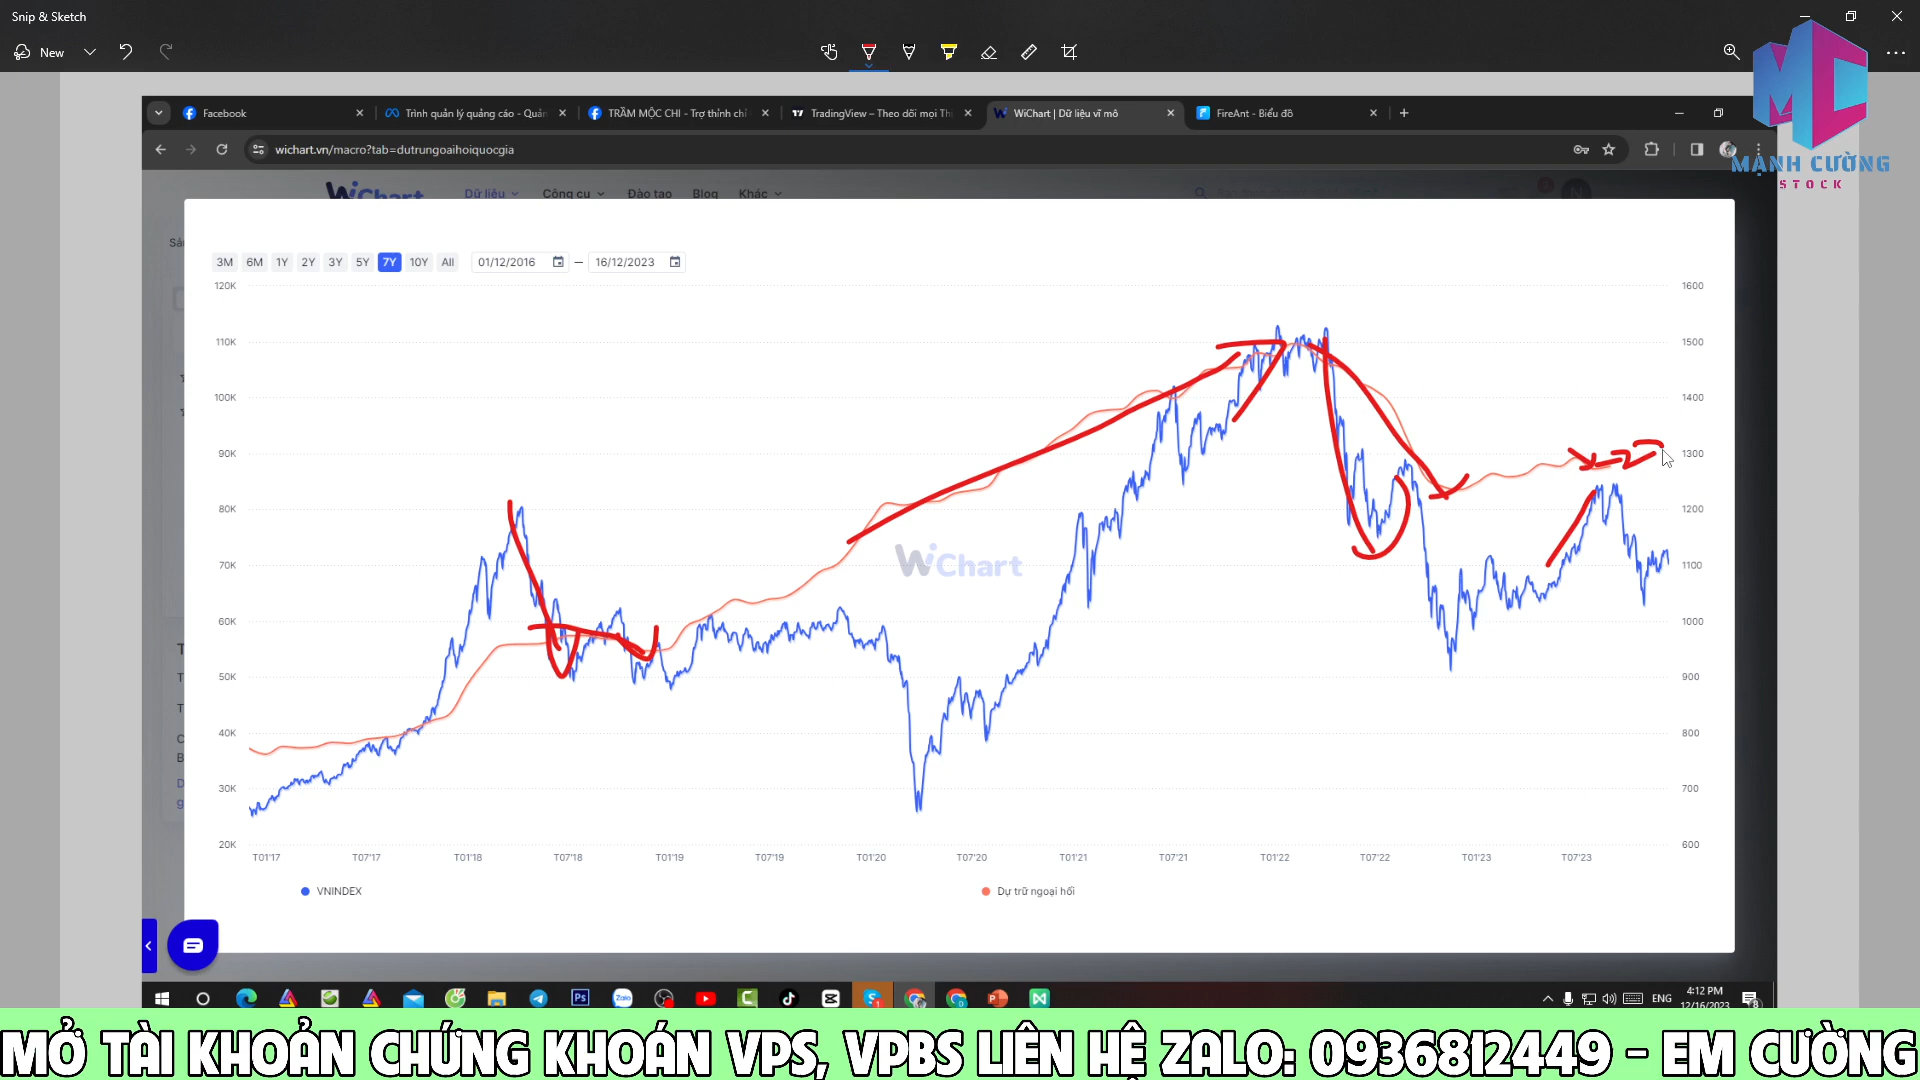 Snip & Sketch
New
MC
MẠNH CƯỜNG
STOCK
Facebook
Trình quản lý quảng cáo - Quản
TRẦM MỘC CHI - Trợ thính chỉ
TradingView – Theo dõi mọi Th
WiChart | Dữ liệu vĩ mô
FireAnt - Biểu đồ
wichart.vn/macro?tab=dutrungoaihoiquocgia
WiChart
Dữ liệu
Công cụ
Đào tạo
Blog
Khác
3M 6M 1Y 2Y 3Y 5Y 7Y 10Y All 01/12/2016 – 16/12/2023
120K 1600
110K 1500
100K 1400
90K 1300
80K 1200
WiChart
70K 1100
60K 1000
50K 900
40K 800
30K 700
20K 600
T01'17 T07'17 T01'18 T07'18 T01'19 T07'19 T01'20 T07'20 T01'21 T07'21 T01'22 T07'22 T01'23 T07'23
VNINDEX
Dự trữ ngoại hối
Ps
Zalo
ENG
4:12 PM
12/16/2023
MỞ TÀI KHOẢN CHỨNG KHOÁN VPS, VPBS LIÊN HỆ ZALO: 0936812449 - EM CƯỜNG